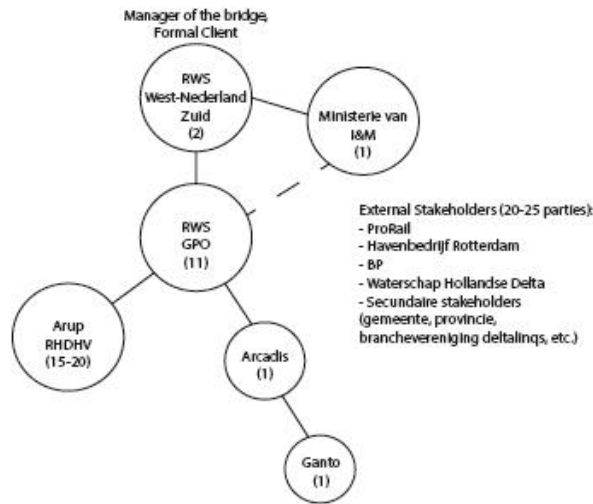 Manager of the bridge,
Formal Client
RWS
West-Nederland
Zuid
(2)
Ministerie van
I&M
(1)
RWS
GPO
(11)
External Stakeholders (20-25 parties):
- ProRail
- Havenbedrijf Rotterdam
- BP
- Waterschap Hollandse Delta
- Secundaire stakeholders
(gemeente, provincie,
branchevereniging deltalinqs, etc.)
Arup
RHDHV
(15-20)
Arcadis
(1)
Ganto
(1)